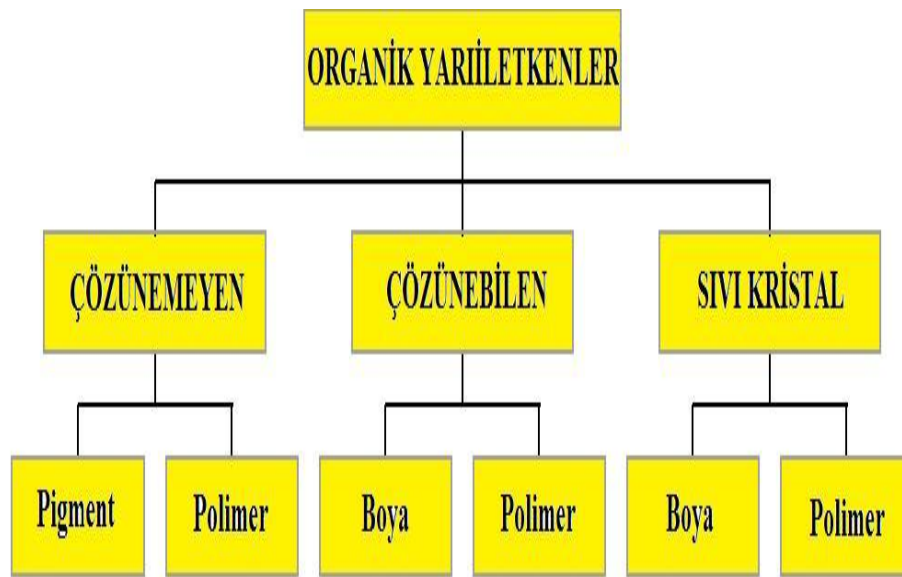 ORGANİK YARIİLETKENLER
ÇÖZÜNEMEYEN
ÇÖZÜNEBİLEN
SIVI KRİSTAL
Pigment
Polimer
Boya
Polimer
Boya
Polimer